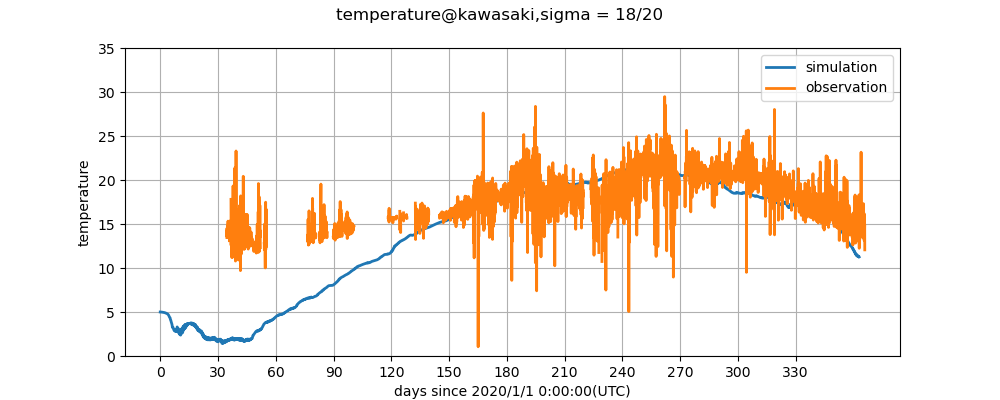 temperature@kawasaki,sigma = 18/20
simulation
observation
temperature
35
30
25
20
15
10
5
0
0 30 60 90 120 150 180 210 240 270 300 330
days since 2020/1/1 0:00:00(UTC)